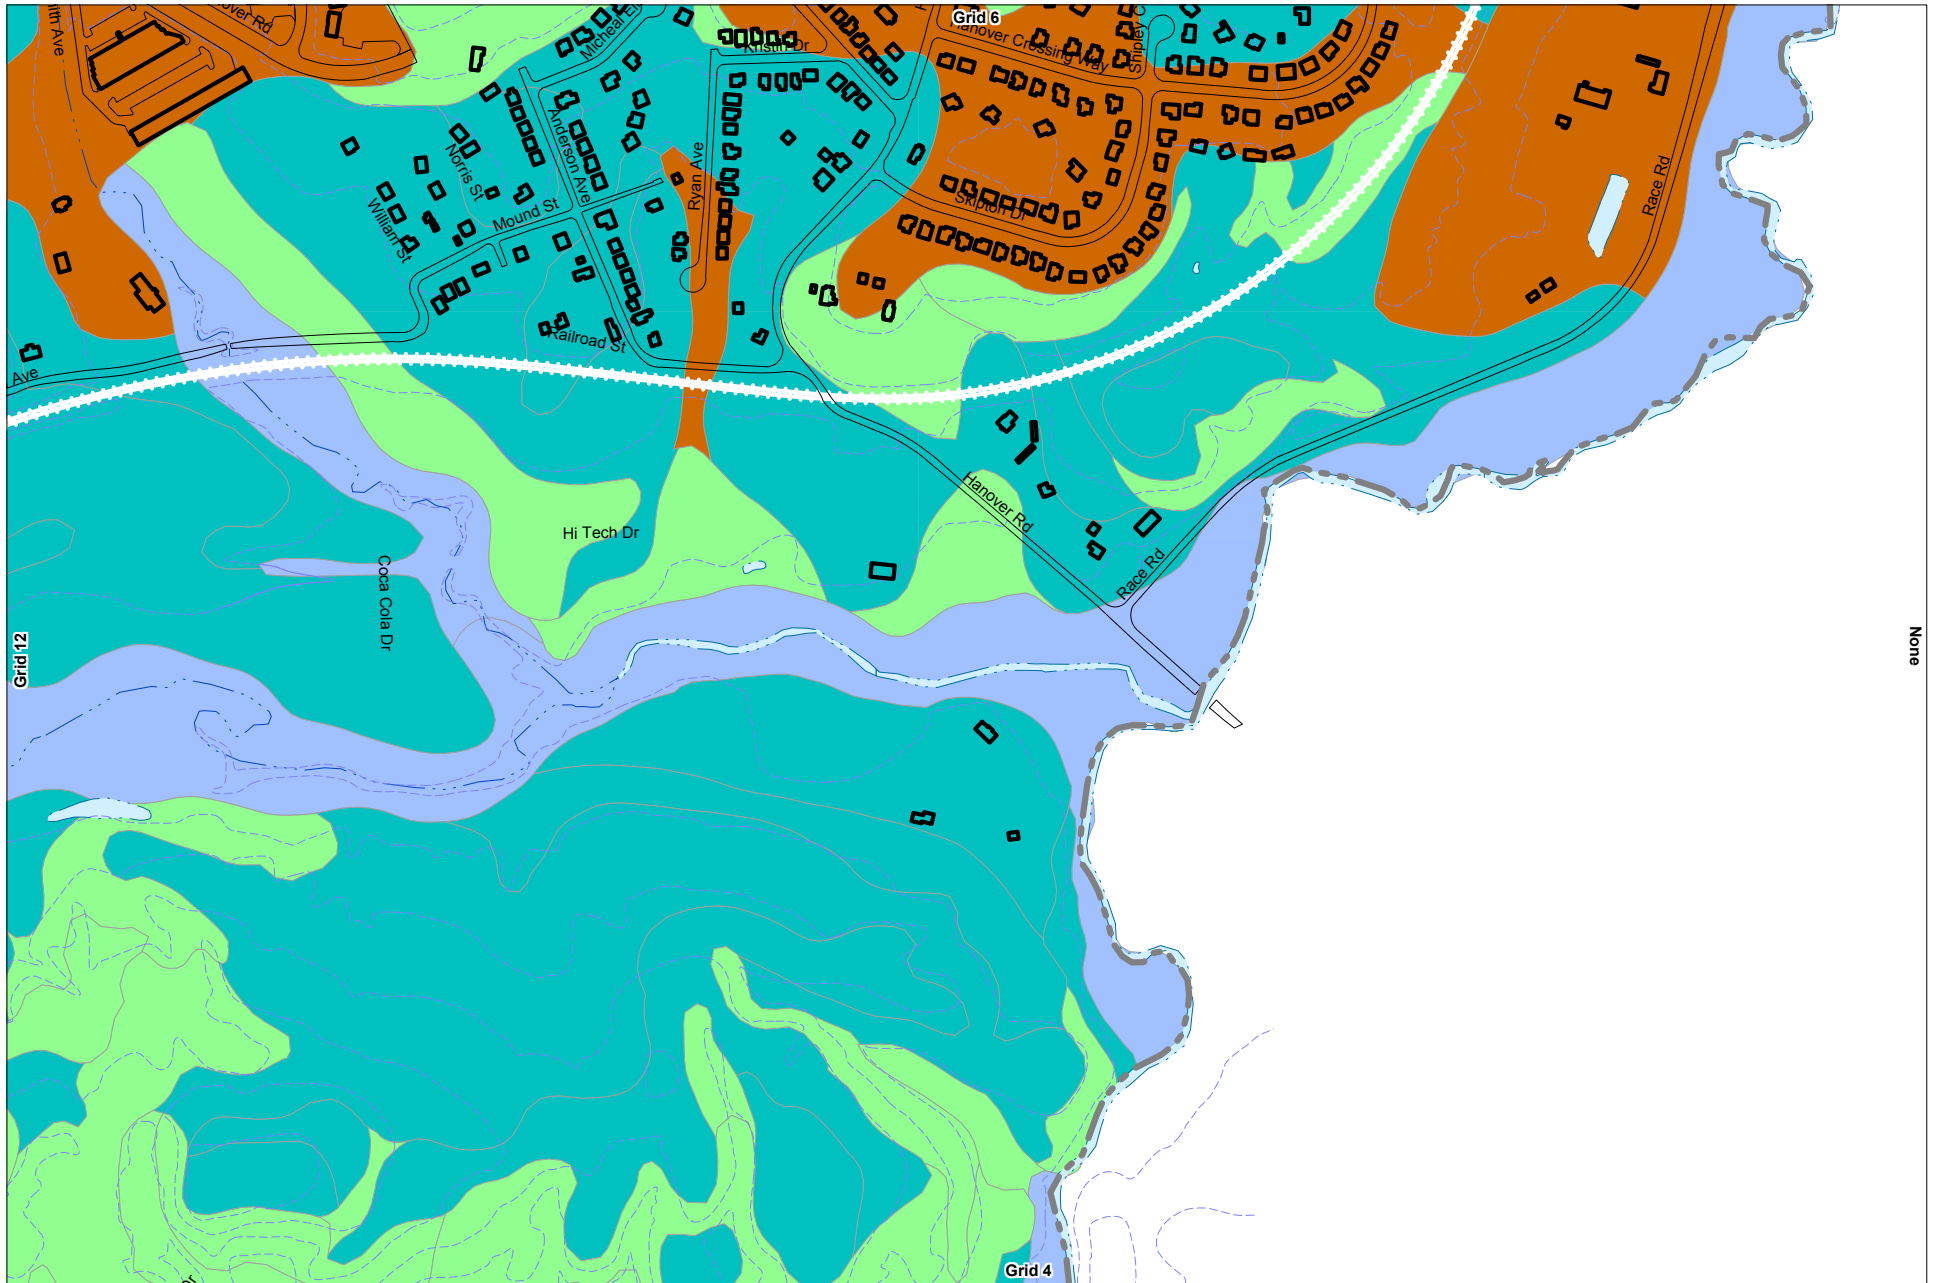 Grid 6
Kristin Dr
Hanover Crossing Way
Anderson Ave
Norris St
William St
Mound St
Ryan Ave
Skipton Dr
Race Rd
Railroad St
Ave
Hanover Rd
Hi Tech Dr
Race Rd
Coca Cola Dr
Grid 12
None
Grid 4